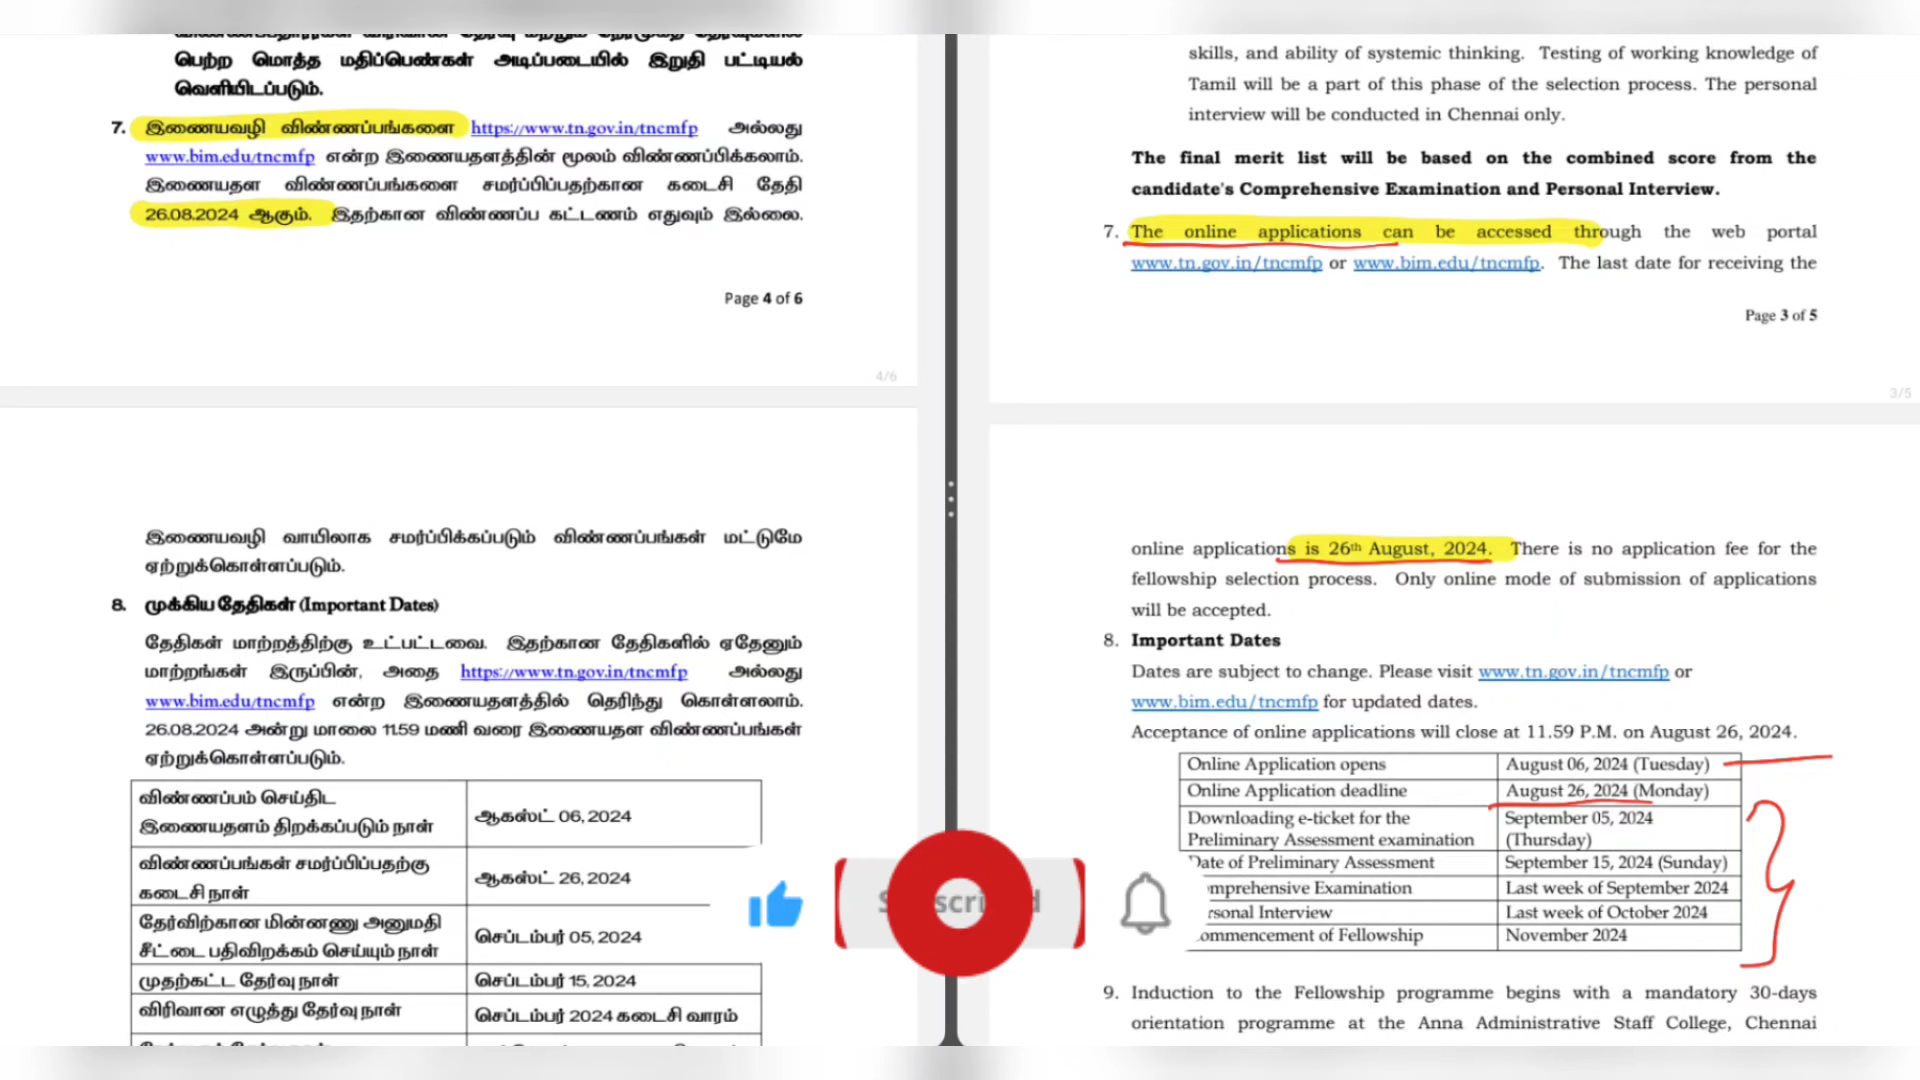 பெற்ற மொத்த மதிப்பெண்கள் அடிப்படையில் இறுதி பட்டியல்
வெளியிடப்படும்.
7. இணையவழி விண்ணப்பங்களை https://www.tn.gov.in/tncmfp அல்லது
www.bim.edu/tncmfp என்ற இணையதளத்தின் மூலம் விண்ணப்பிக்கலாம்.
இணையதள விண்ணப்பங்களை சமர்ப்பிப்பதற்கான கடைசி தேதி
26.08.2024 ஆகும். இதற்கான விண்ணப்ப கட்டணம் எதுவும் இல்லை.
Page 4 of 6
4/6
இணையவழி வாயிலாக சமர்ப்பிக்கப்படும் விண்ணப்பங்கள் மட்டுமே
ஏற்றுக்கொள்ளப்படும்.
8. முக்கிய தேதிகள் (Important Dates)
தேதிகள் மாற்றத்திற்கு உட்பட்டவை. இதற்கான தேதிகளில் ஏதேனும்
மாற்றங்கள் இருப்பின், அதை https://www.tn.gov.in/tncmfp அல்லது
www.bim.edu/tncmfp என்ற இணையதளத்தில் தெரிந்து கொள்ளலாம்.
26.08.2024 அன்று மாலை 11.59 மணி வரை இணையதள விண்ணப்பங்கள்
ஏற்றுக்கொள்ளப்படும்.
விண்ணப்பம் செய்திட
இணையதளம் திறக்கப்படும் நாள் ஆகஸ்ட் 06, 2024
விண்ணப்பங்கள் சமர்ப்பிப்பதற்கு
கடைசி நாள் ஆகஸ்ட் 26, 2024
தேர்விற்கான மின்னணு அனுமதி
சீட்டை பதிவிறக்கம் செய்யும் நாள் செப்டம்பர் 05, 2024
முதற்கட்ட தேர்வு நாள் செப்டம்பர் 15, 2024
விரிவான எழுத்து தேர்வு நாள் செப்டம்பர் 2024 கடைசி வாரம்
skills, and ability of systemic thinking. Testing of working knowledge of
Tamil will be a part of this phase of the selection process. The personal
interview will be conducted in Chennai only.
The final merit list will be based on the combined score from the
candidate's Comprehensive Examination and Personal Interview.
7. The online applications can be accessed through the web portal
www.tn.gov.in/tncmfp or www.bim.edu/tncmfp. The last date for receiving the
Page 3 of 5
3/5
online applications is 26th August, 2024. There is no application fee for the
fellowship selection process. Only online mode of submission of applications
will be accepted.
8. Important Dates
Dates are subject to change. Please visit www.tn.gov.in/tncmfp or
www.bim.edu/tncmfp for updated dates.
Acceptance of online applications will close at 11.59 P.M. on August 26, 2024.
Online Application opens August 06, 2024 (Tuesday)
Online Application deadline August 26, 2024 (Monday)
Downloading e-ticket for the
Preliminary Assessment examination September 05, 2024
(Thursday)
Date of Preliminary Assessment September 15, 2024 (Sunday)
mprehensive Examination Last week of September 2024
rsonal Interview Last week of October 2024
ommencement of Fellowship November 2024
9. Induction to the Fellowship programme begins with a mandatory 30-days
orientation programme at the Anna Administrative Staff College, Chennai